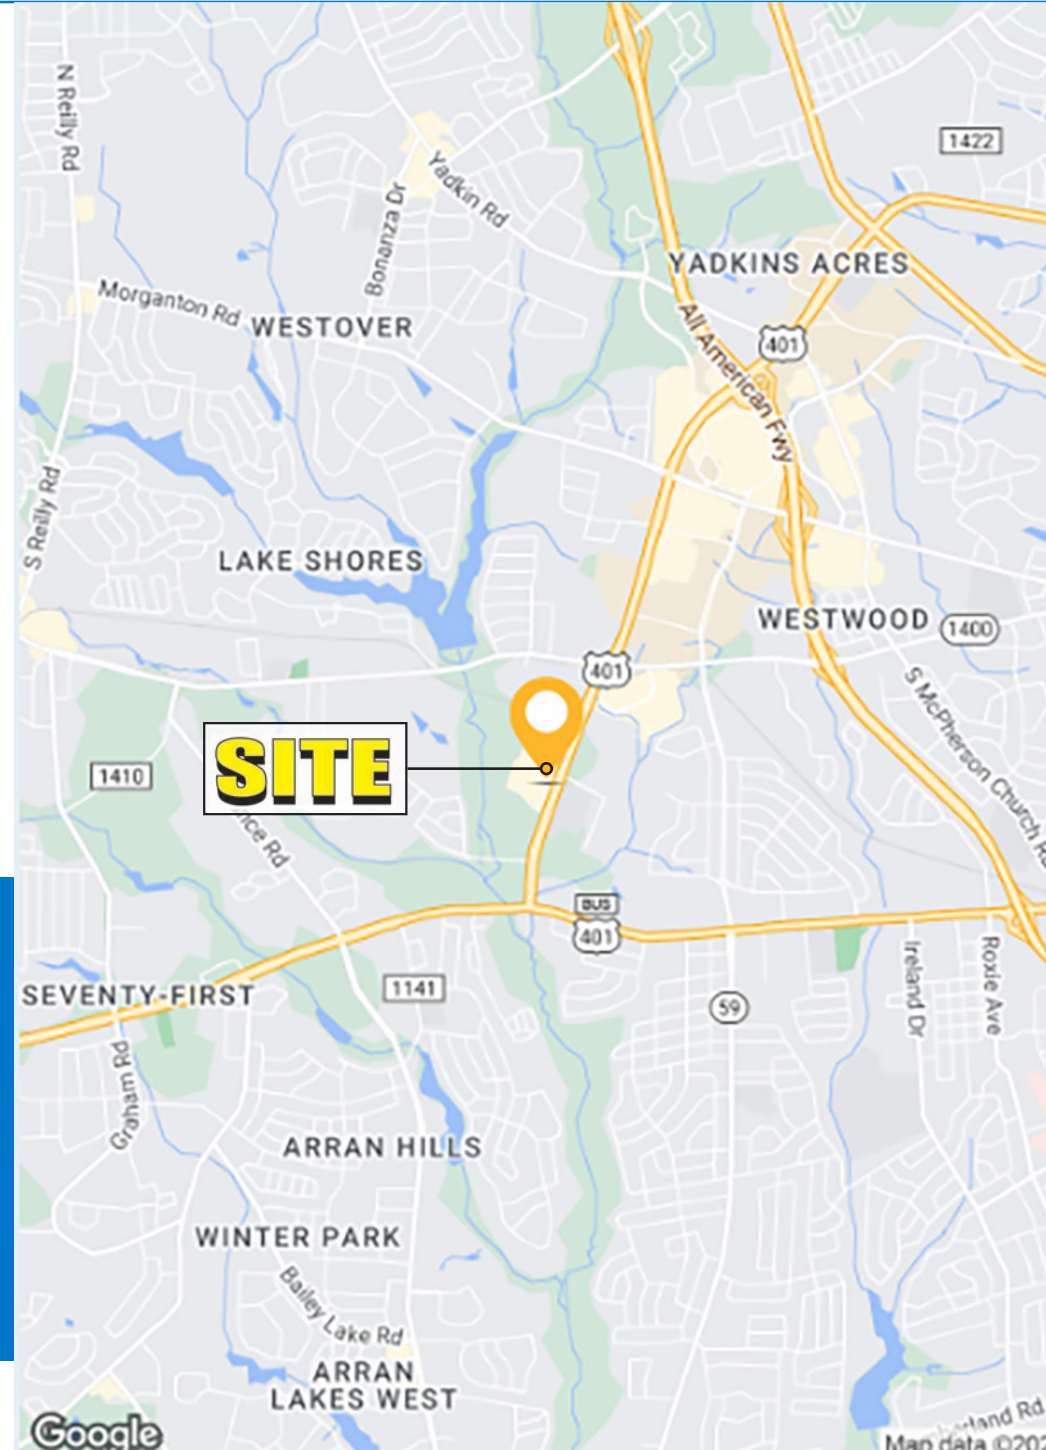 N Reilly Rd
1422
Yadkin Rd
Bonanza Dr
YADKINS ACRES
Morganton Rd
WESTOVER
All American Fwy
401
S Reilly Rd
LAKE SHORES
WESTWOOD
1400
401
S McPherson Church
SITE
1410
Rd
BUS
401
Ireland Dr
Roxie Ave
1141
SEVENTY-FIRST
59
Graham Rd
ARRAN HILLS
WINTER PARK
Bailey Lake Rd
ARRAN
LAKES WEST
Rd
Google
Map data